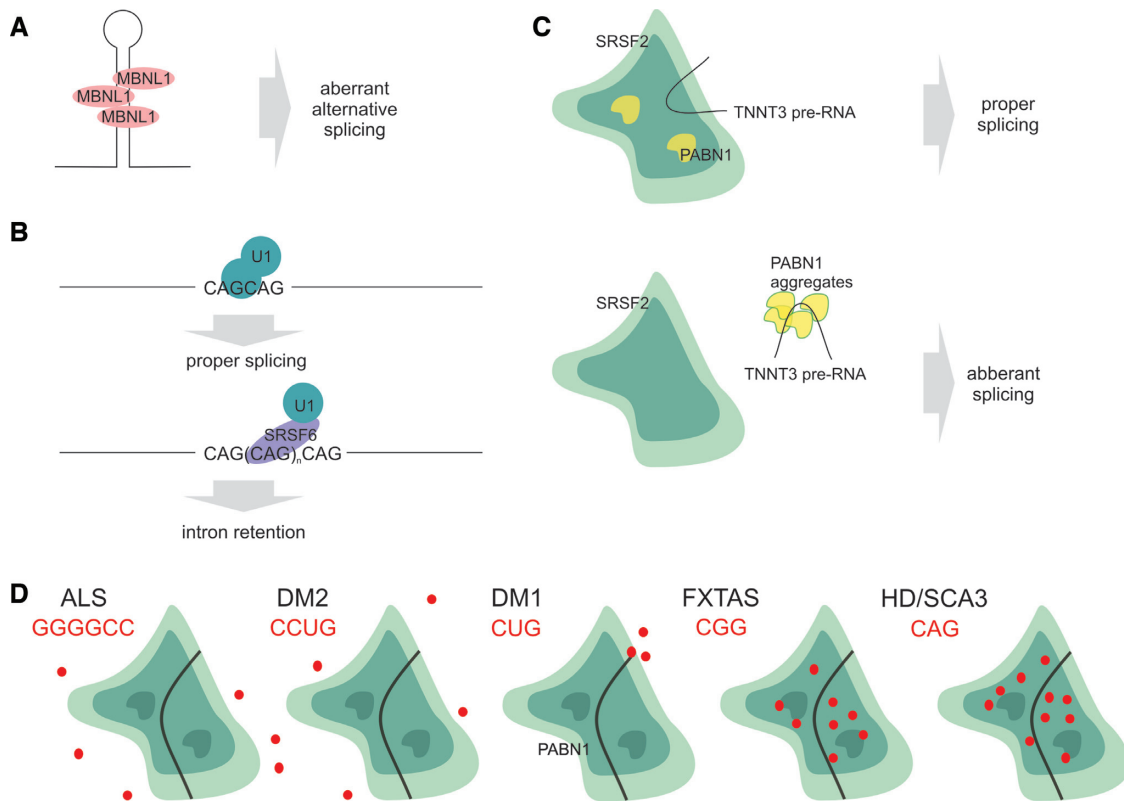 A
MBNL1
MBNL1
MBNL1
aberrant
alternative
splicing
B
U1
CAGCAG
proper splicing
U1
SRSF6
CAG(CAG)nCAG
intron retention
C
SRSF2
TNNT3 pre-RNA
PABN1
proper
splicing
PABN1
aggregates
SRSF2
TNNT3 pre-RNA
abberant
splicing
D
ALS
GGGGCC
DM2
CCUG
DM1
CUG
PABN1
FXTAS
CGG
HD/SCA3
CAG